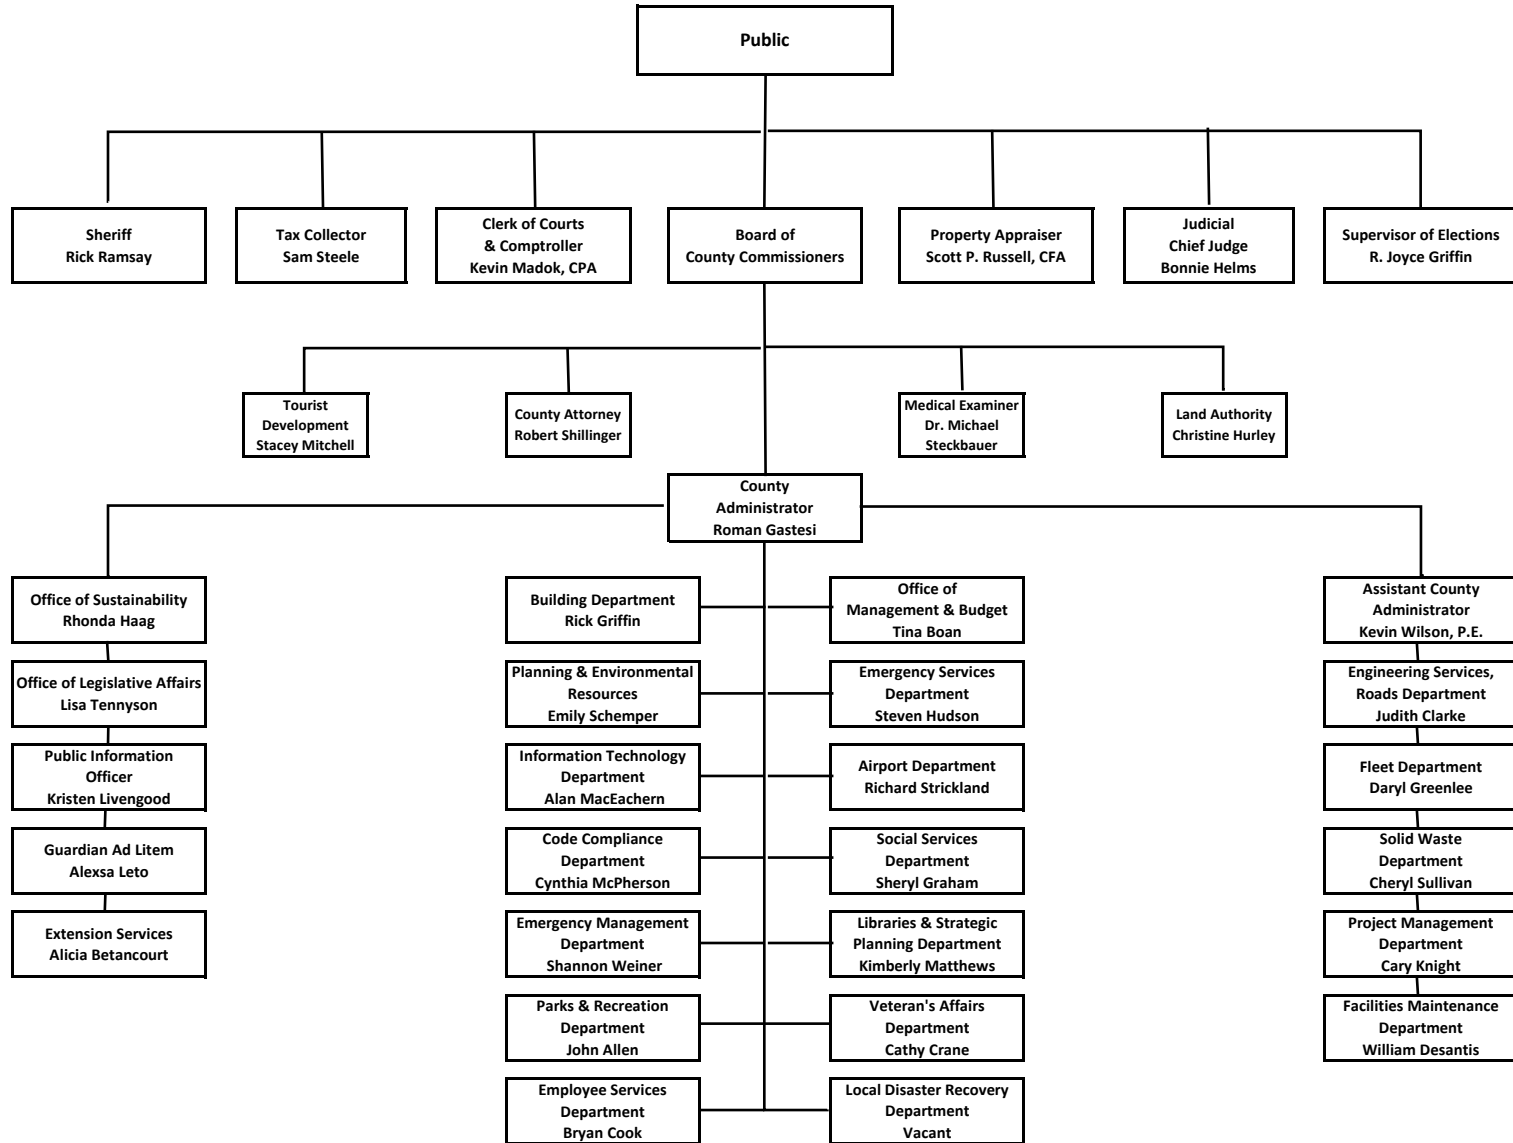 Public
Sheriff
Rick Ramsay
Tax Collector
Sam Steele
Clerk of Courts
& Comptroller
Kevin Madok, CPA
Board of
County Commissioners
Property Appraiser
Scott P. Russell, CFA
Judicial
Chief Judge
Bonnie Helms
Supervisor of Elections
R. Joyce Griffin
Tourist
Development
Stacey Mitchell
County Attorney
Robert Shillinger
Medical Examiner
Dr. Michael
Steckbauer
Land Authority
Christine Hurley
County
Administrator
Roman Gastesi
Office of Sustainability
Rhonda Haag
Building Department
Rick Griffin
Office of
Management & Budget
Tina Boan
Assistant County
Administrator
Kevin Wilson, P.E.
Office of Legislative Affairs
Lisa Tennyson
Planning & Environmental
Resources
Emily Schemper
Emergency Services
Department
Steven Hudson
Engineering Services,
Roads Department
Judith Clarke
Public Information
Officer
Kristen Livengood
Information Technology
Department
Alan MacEachern
Airport Department
Richard Strickland
Fleet Department
Daryl Greenlee
Guardian Ad Litem
Alexsa Leto
Code Compliance
Department
Cynthia McPherson
Social Services
Department
Sheryl Graham
Solid Waste
Department
Cheryl Sullivan
Extension Services
Alicia Betancourt
Emergency Management
Department
Shannon Weiner
Libraries & Strategic
Planning Department
Kimberly Matthews
Project Management
Department
Cary Knight
Parks & Recreation
Department
John Allen
Veteran's Affairs
Department
Cathy Crane
Facilities Maintenance
Department
William Desantis
Employee Services
Department
Bryan Cook
Local Disaster Recovery
Department
Vacant